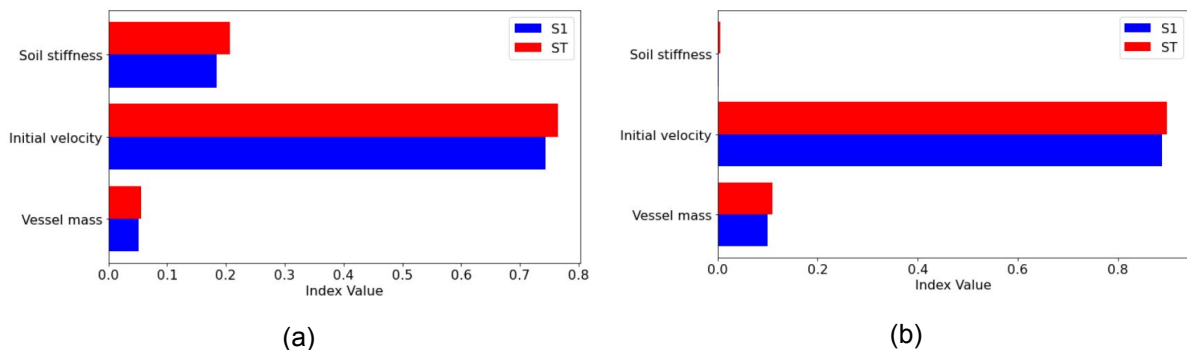 Soil stiffness
Initial velocity
Vessel mass
S1
ST
0.0 0.1 0.2 0.3 0.4 0.5 0.6 0.7 0.8
Index Value
(a)
Soil stiffness
Initial velocity
Vessel mass
S1
ST
0.0 0.2 0.4 0.6 0.8
Index Value
(b)